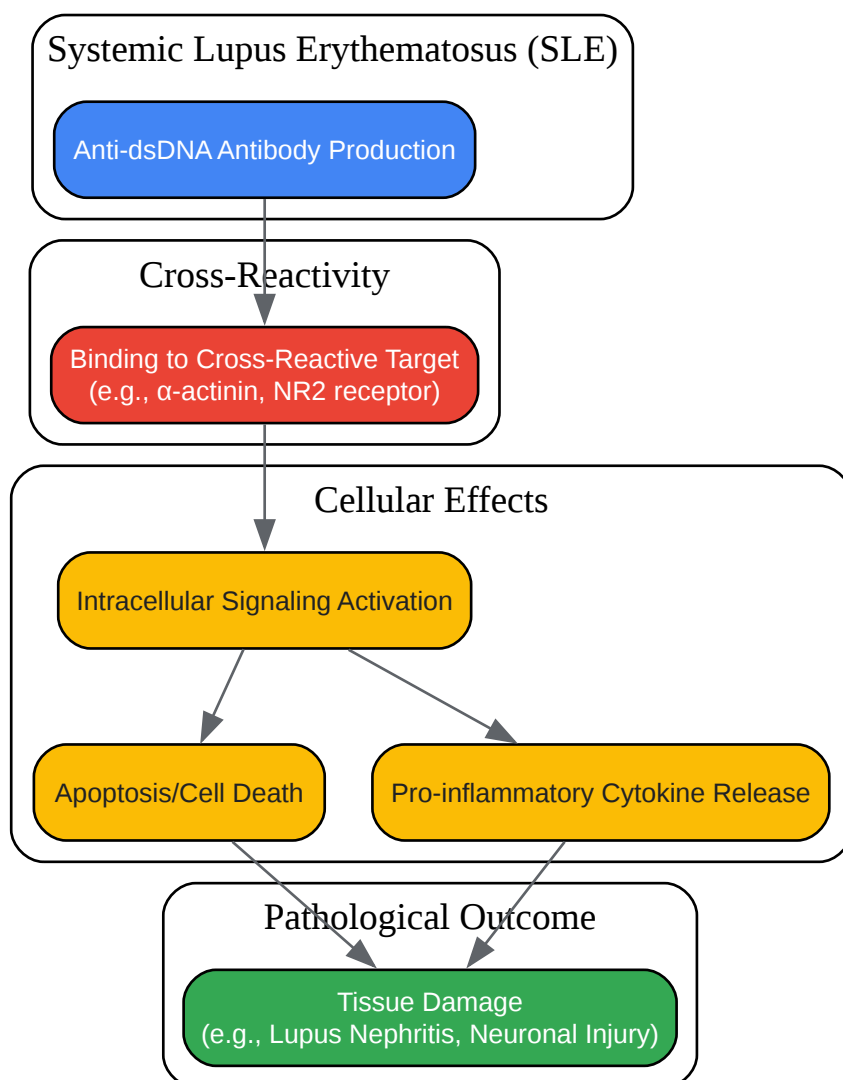 Systemic Lupus Erythematosus (SLE)
Anti-dsDNA Antibody Production
Cross-Reactivity
Binding to Cross-Reactive Target
(e.g., α-actinin, NR2 receptor)
Cellular Effects
Intracellular Signaling Activation
Apoptosis/Cell Death
Pro-inflammatory Cytokine Release
Pathological Outcome
Tissue Damage
(e.g., Lupus Nephritis, Neuronal Injury)